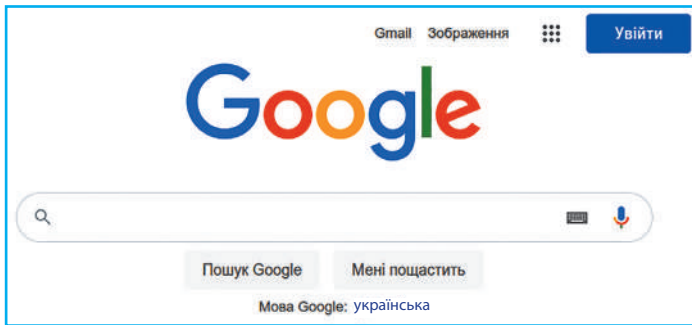 Gmail Зображення Увійти
Google
Пошук Google Мені пощастить
Мова Google: українська